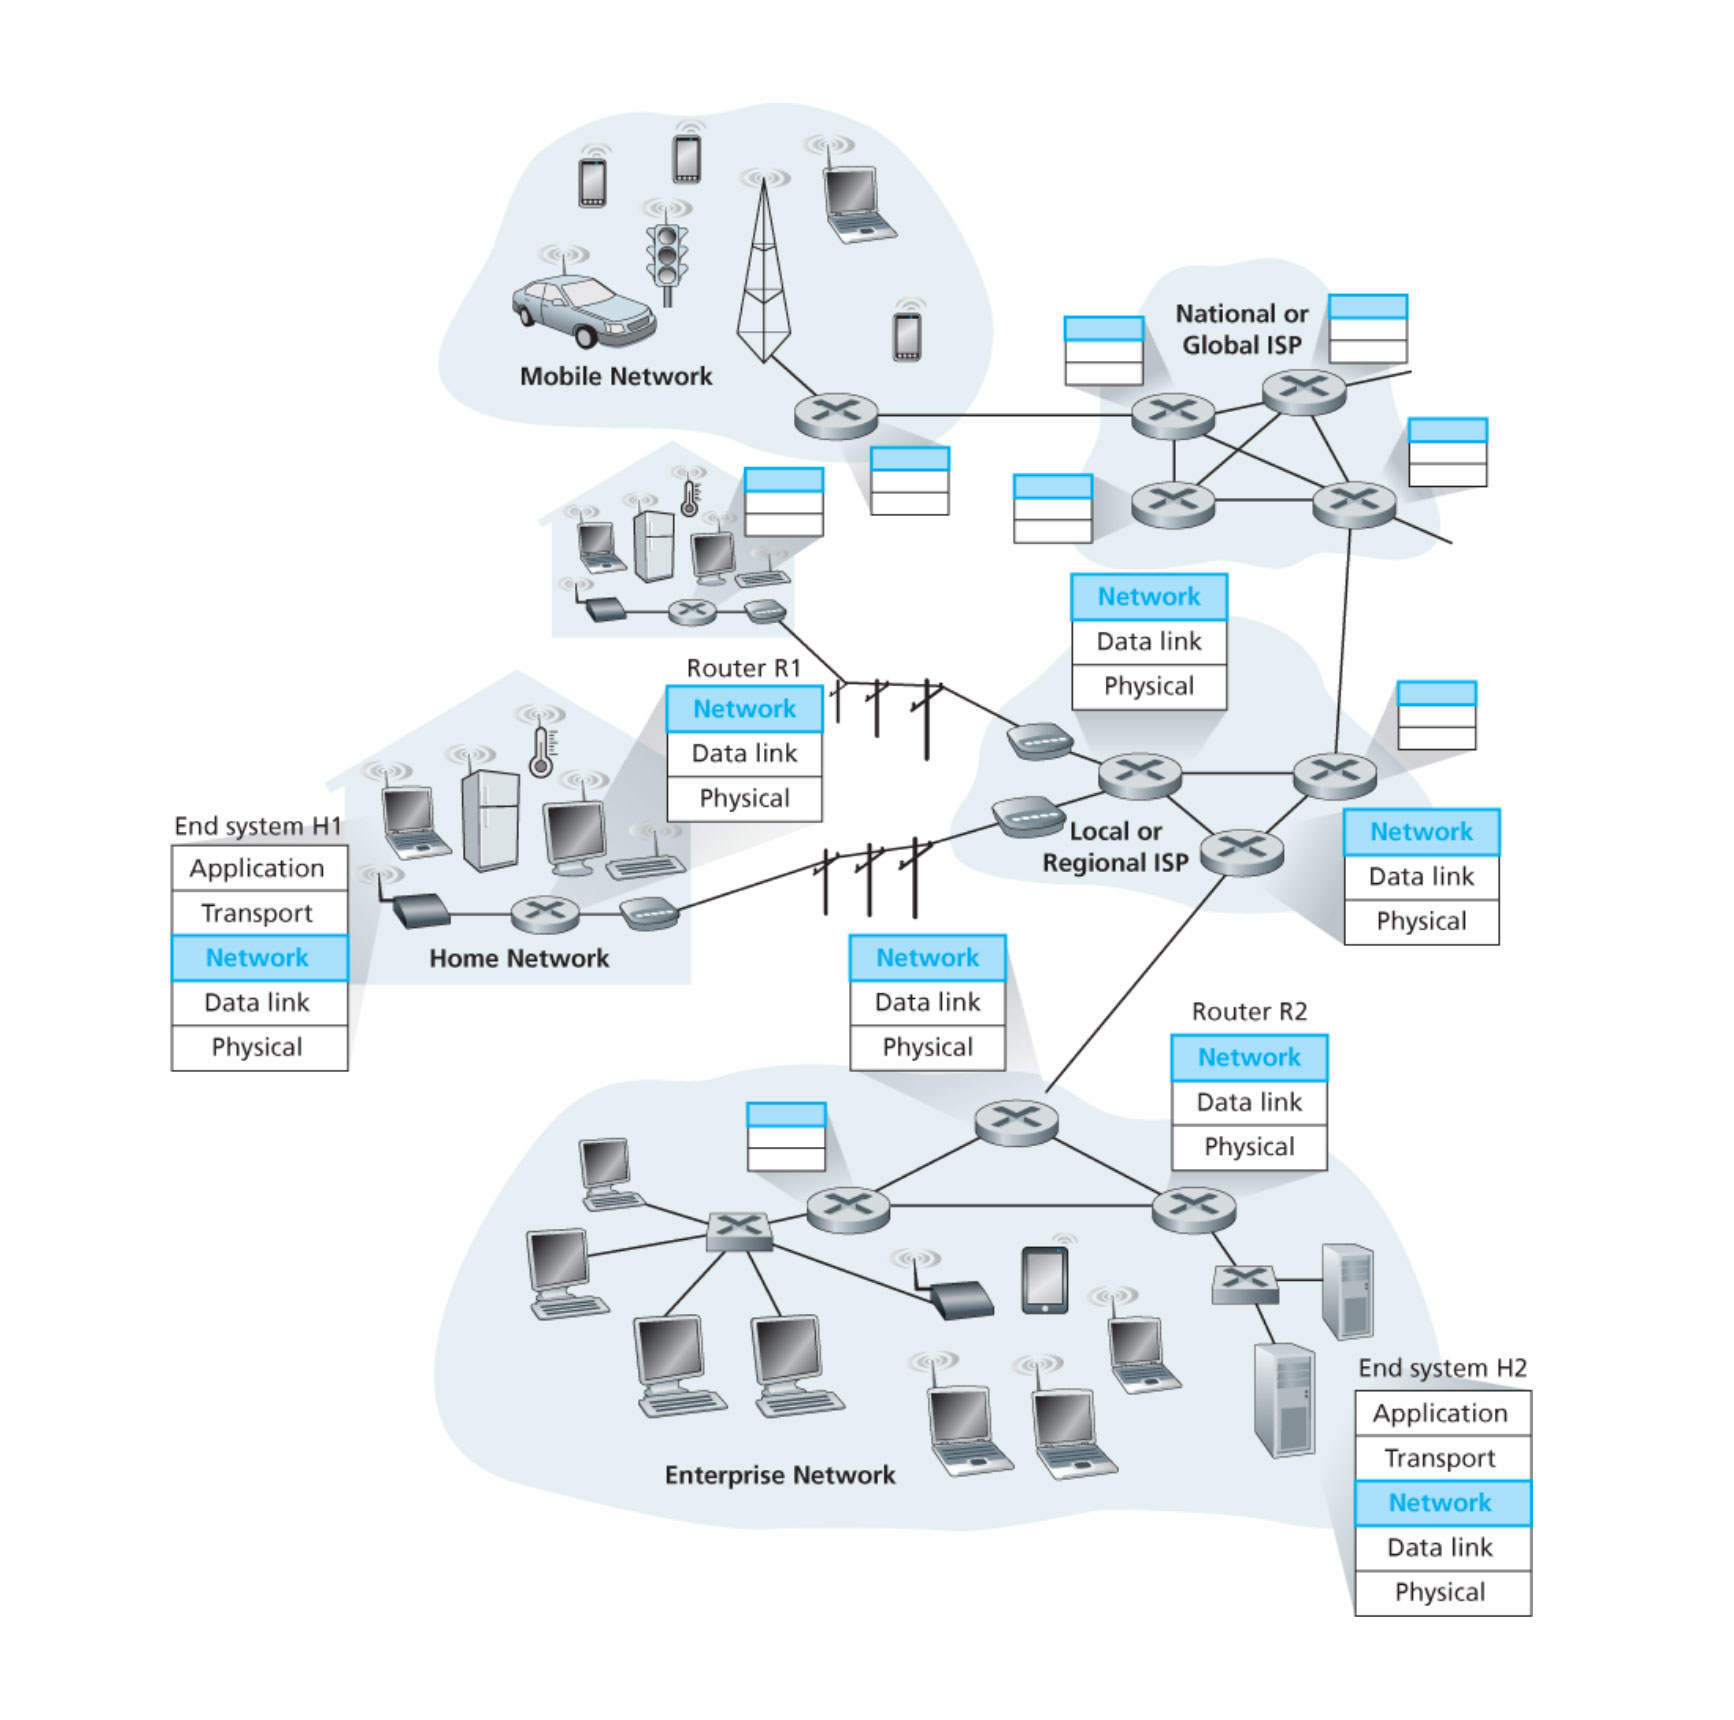 National or
Global ISP
Mobile Network
Network
Data link
Physical
Router R1
Network
Data link
Physical
End system H1
Application
Transport
Network
Data link
Physical
Home Network
Local or
Regional ISP
Network
Data link
Physical
Network
Data link
Physical
Router R2
Network
Data link
Physical
End system H2
Application
Transport
Network
Data link
Physical
Enterprise Network